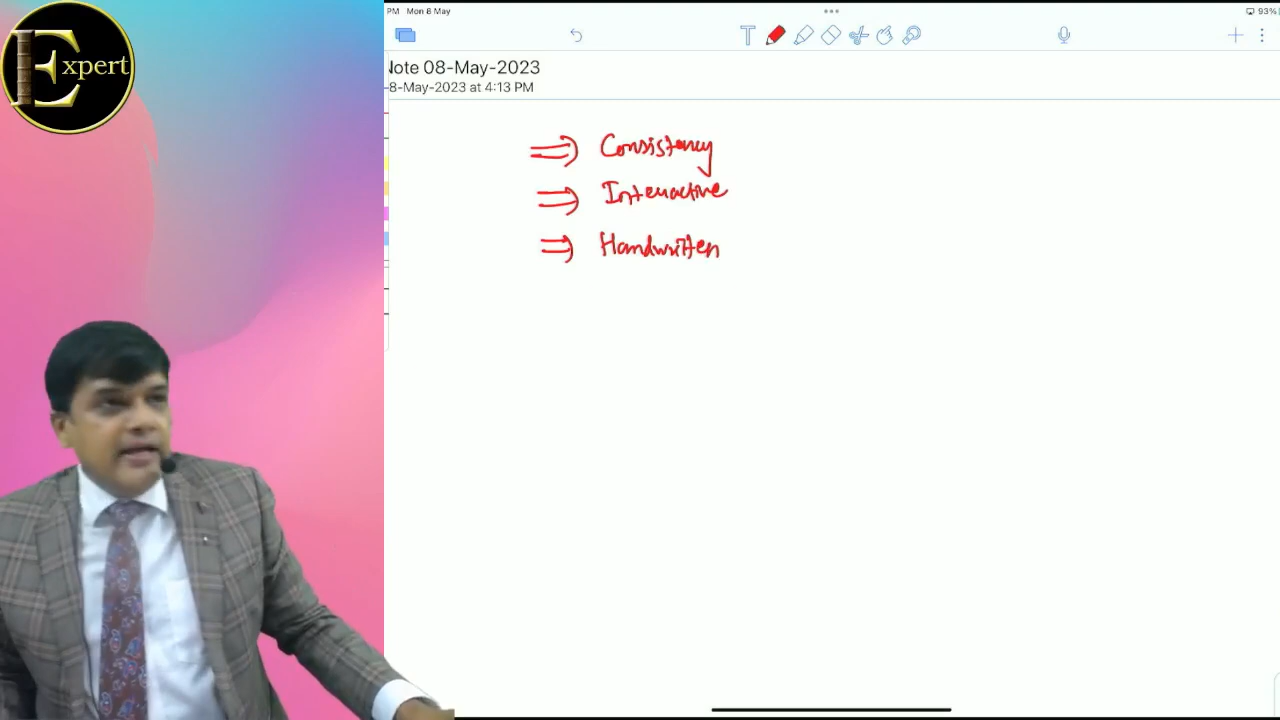 Expert
PM Mon 8 May
93%
Note 08-May-2023
8-May-2023 at 4:13 PM
⇒ Consistency
⇒ Interactive
⇒ Handwritten